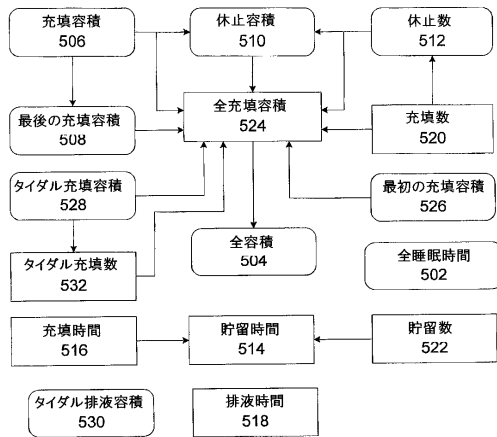 充填容積
506
休止容積
510
休止数
512
最後の充填容積
508
全充填容積
524
充填数
520
タイダル充填容積
528
最初の充填容積
526
タイダル充填数
532
全容積
504
全睡眠時間
502
充填時間
516
貯留時間
514
貯留数
522
タイダル排液容積
530
排液時間
518